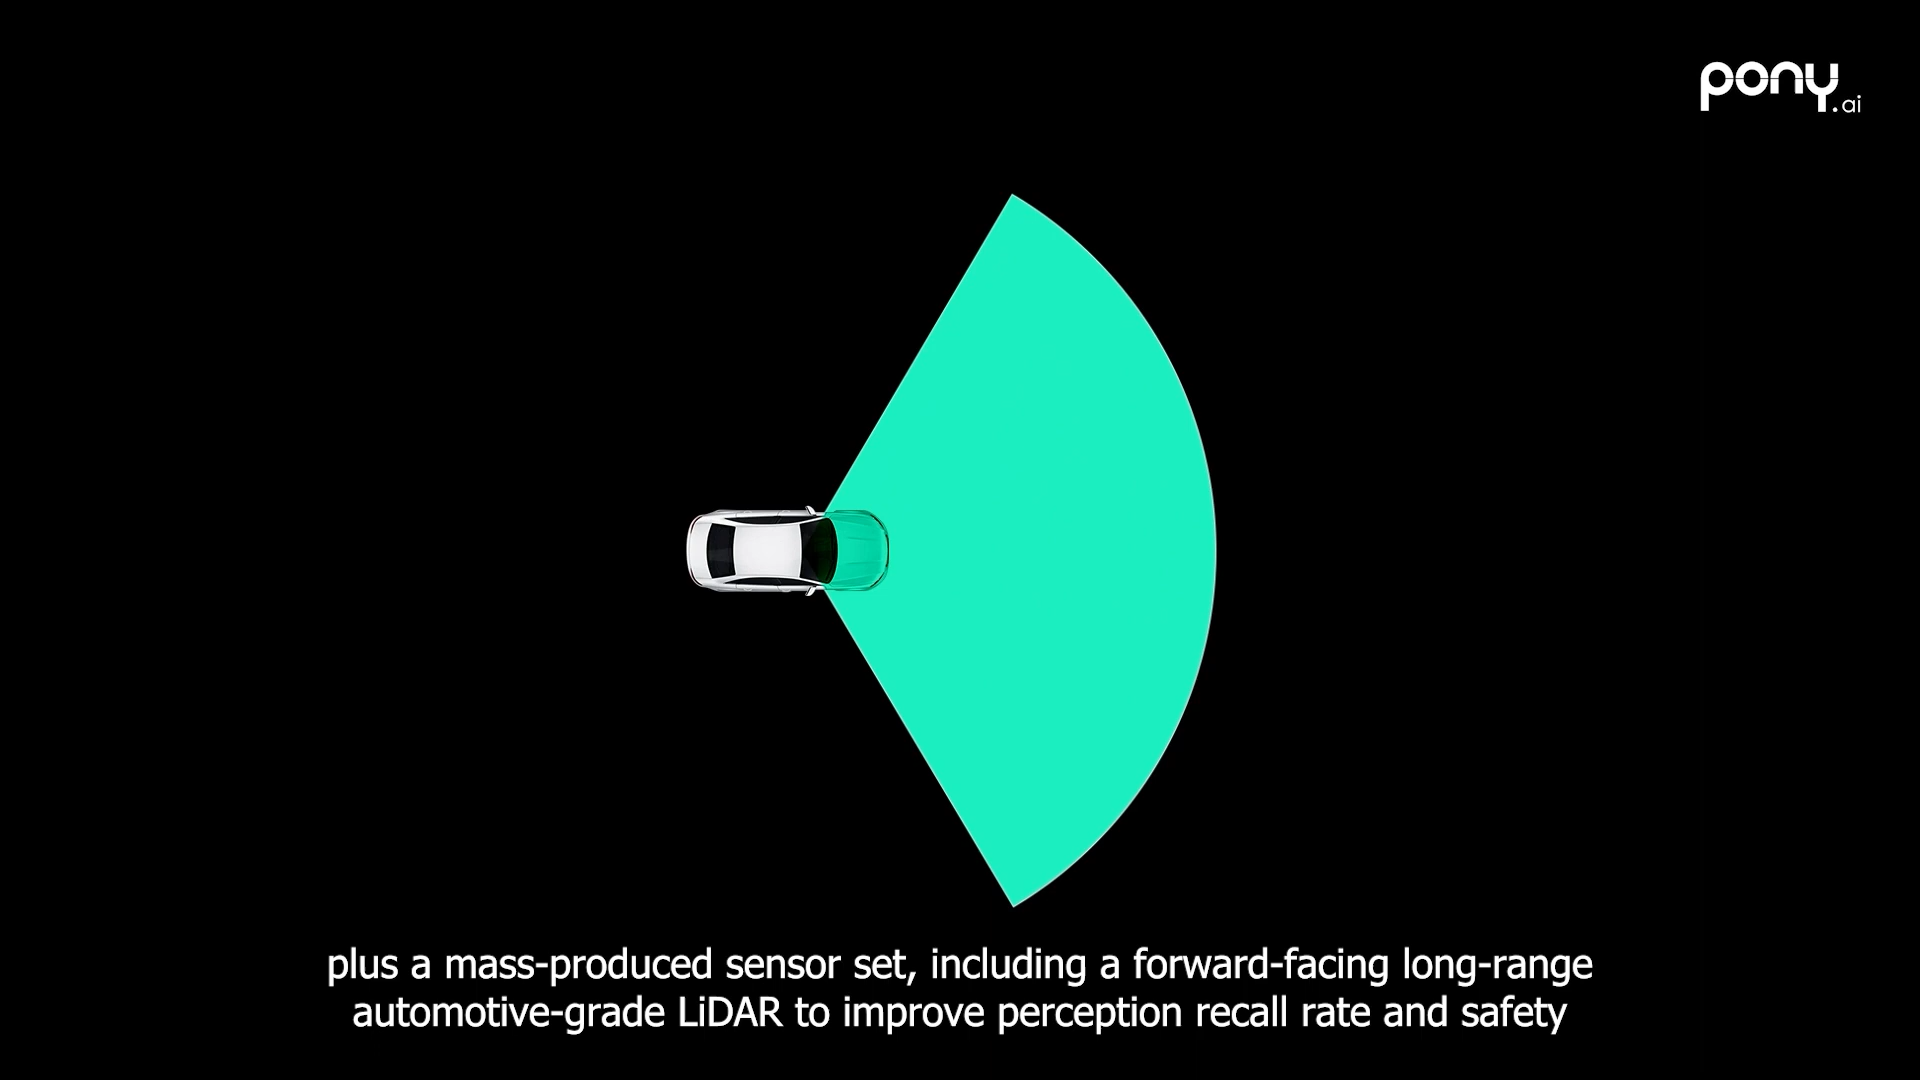 pony.ai
plus a mass-produced sensor set, including a forward-facing long-range
automotive-grade LiDAR to improve perception recall rate and safety